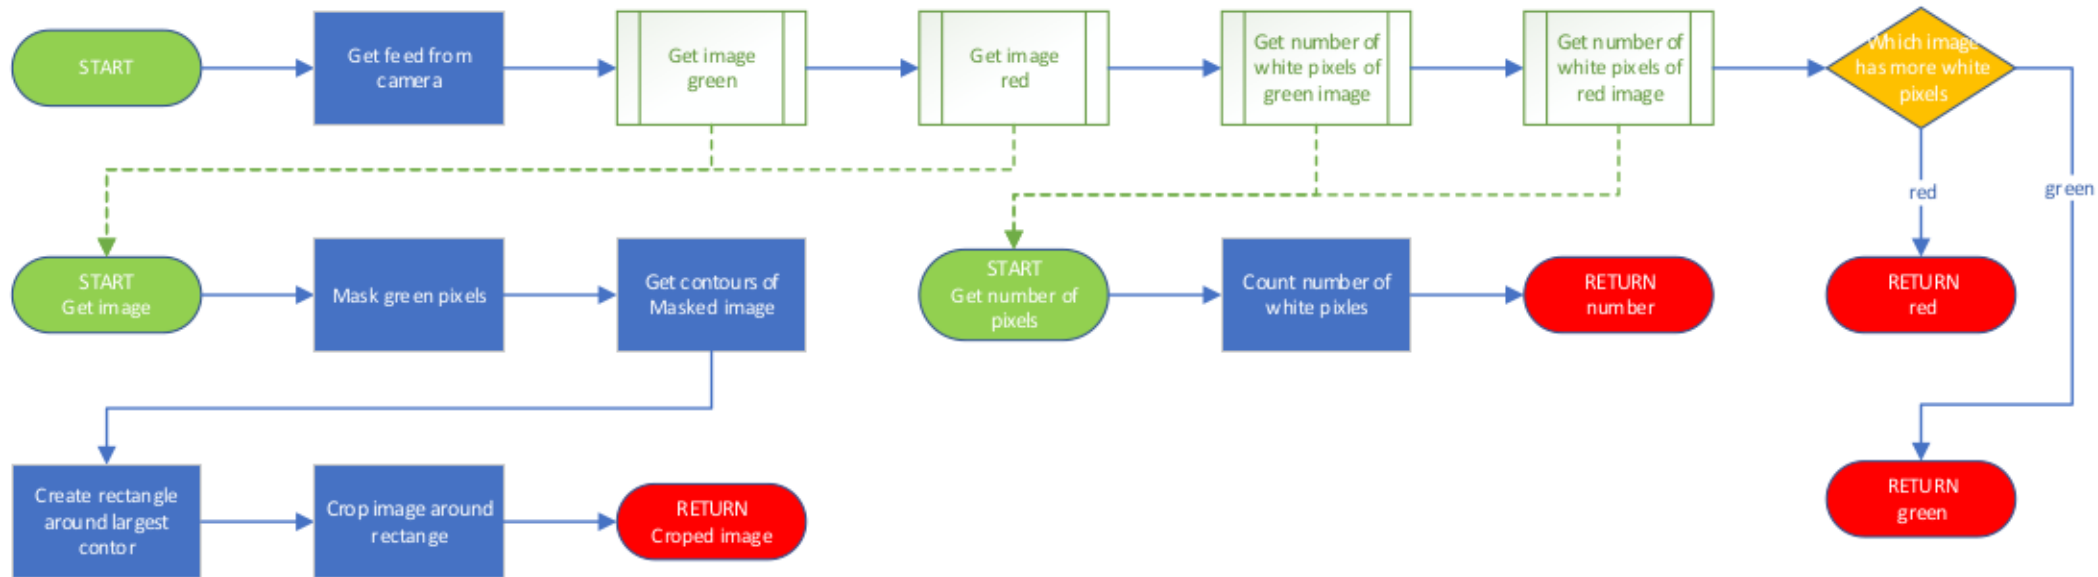 START
Get feed from
camera
Get image
green
Get image
red
Get number of
white pixels of
green image
Get number of
white pixels of
red image
Which image
has more white
pixels
red
green
START
Get image
Mask green pixels
Get contours of
Masked image
START
Get number of
pixels
Count number of
white pixles
RETURN
number
RETURN
red
Create rectangle
around largest
contor
Crop image around
rectange
RETURN
Croped image
RETURN
green